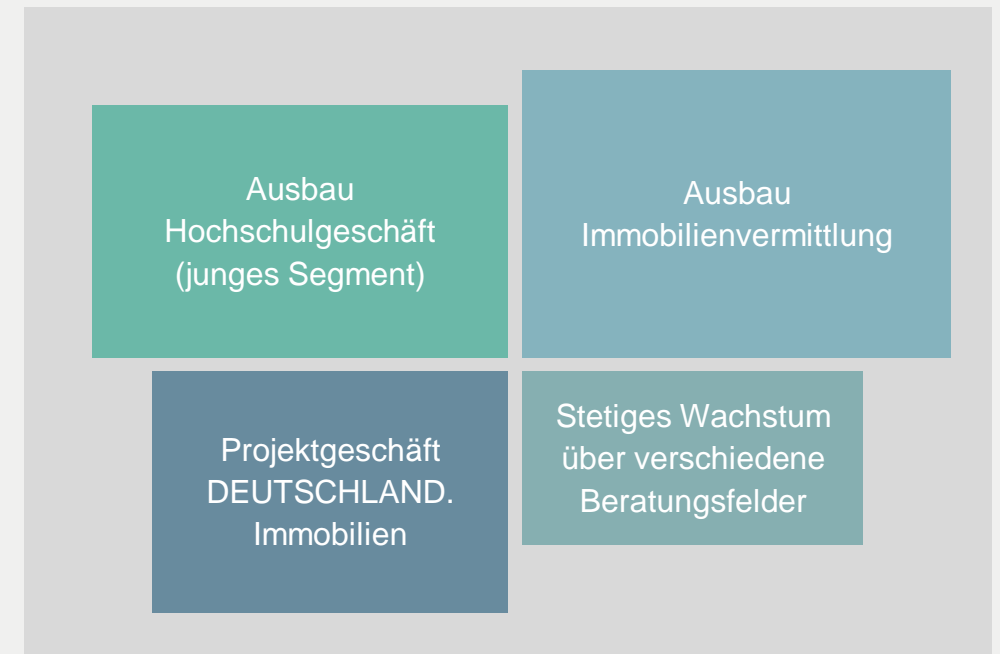 Ausbau
Hochschulgeschäft
(junges Segment)
Ausbau
Immobilienvermittlung
Projektgeschäft
DEUTSCHLAND.
Immobilien
Stetiges Wachstum
über verschiedene
Beratungsfelder